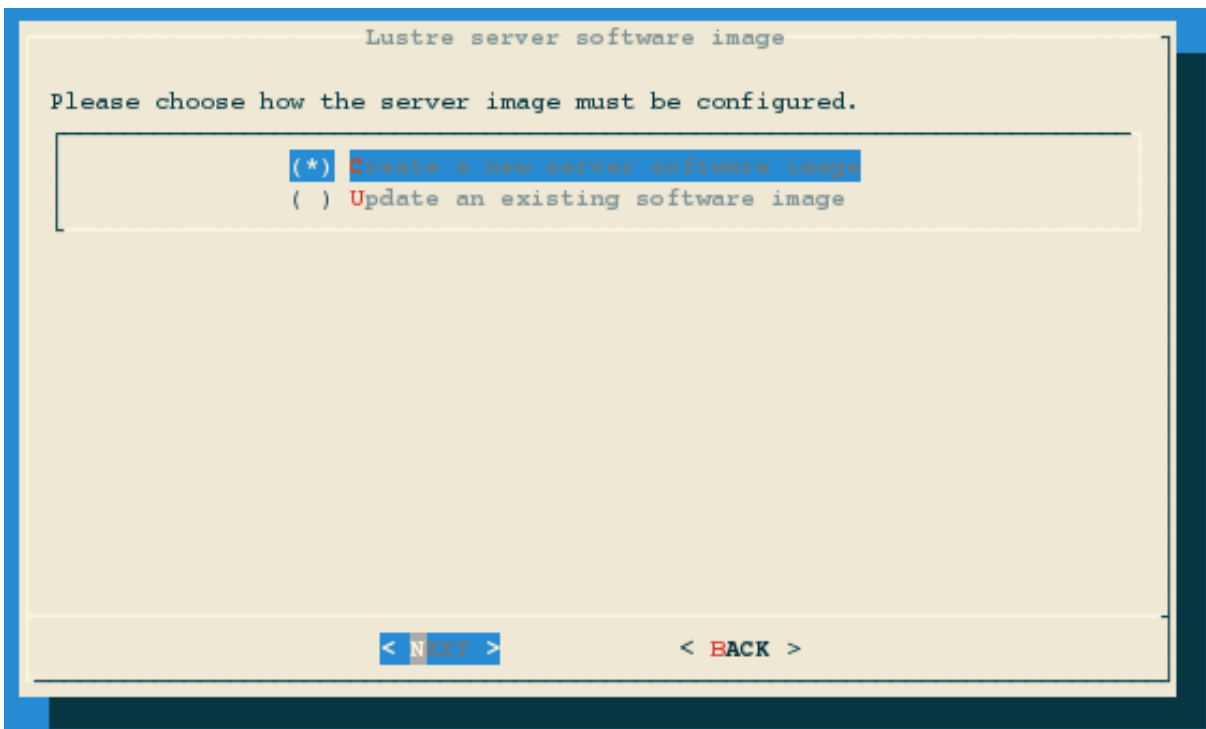 Lustre server software image
Please choose how the server image must be configured.
(*) Create a new server software image
( ) Update an existing software image
< NEXT > < BACK >